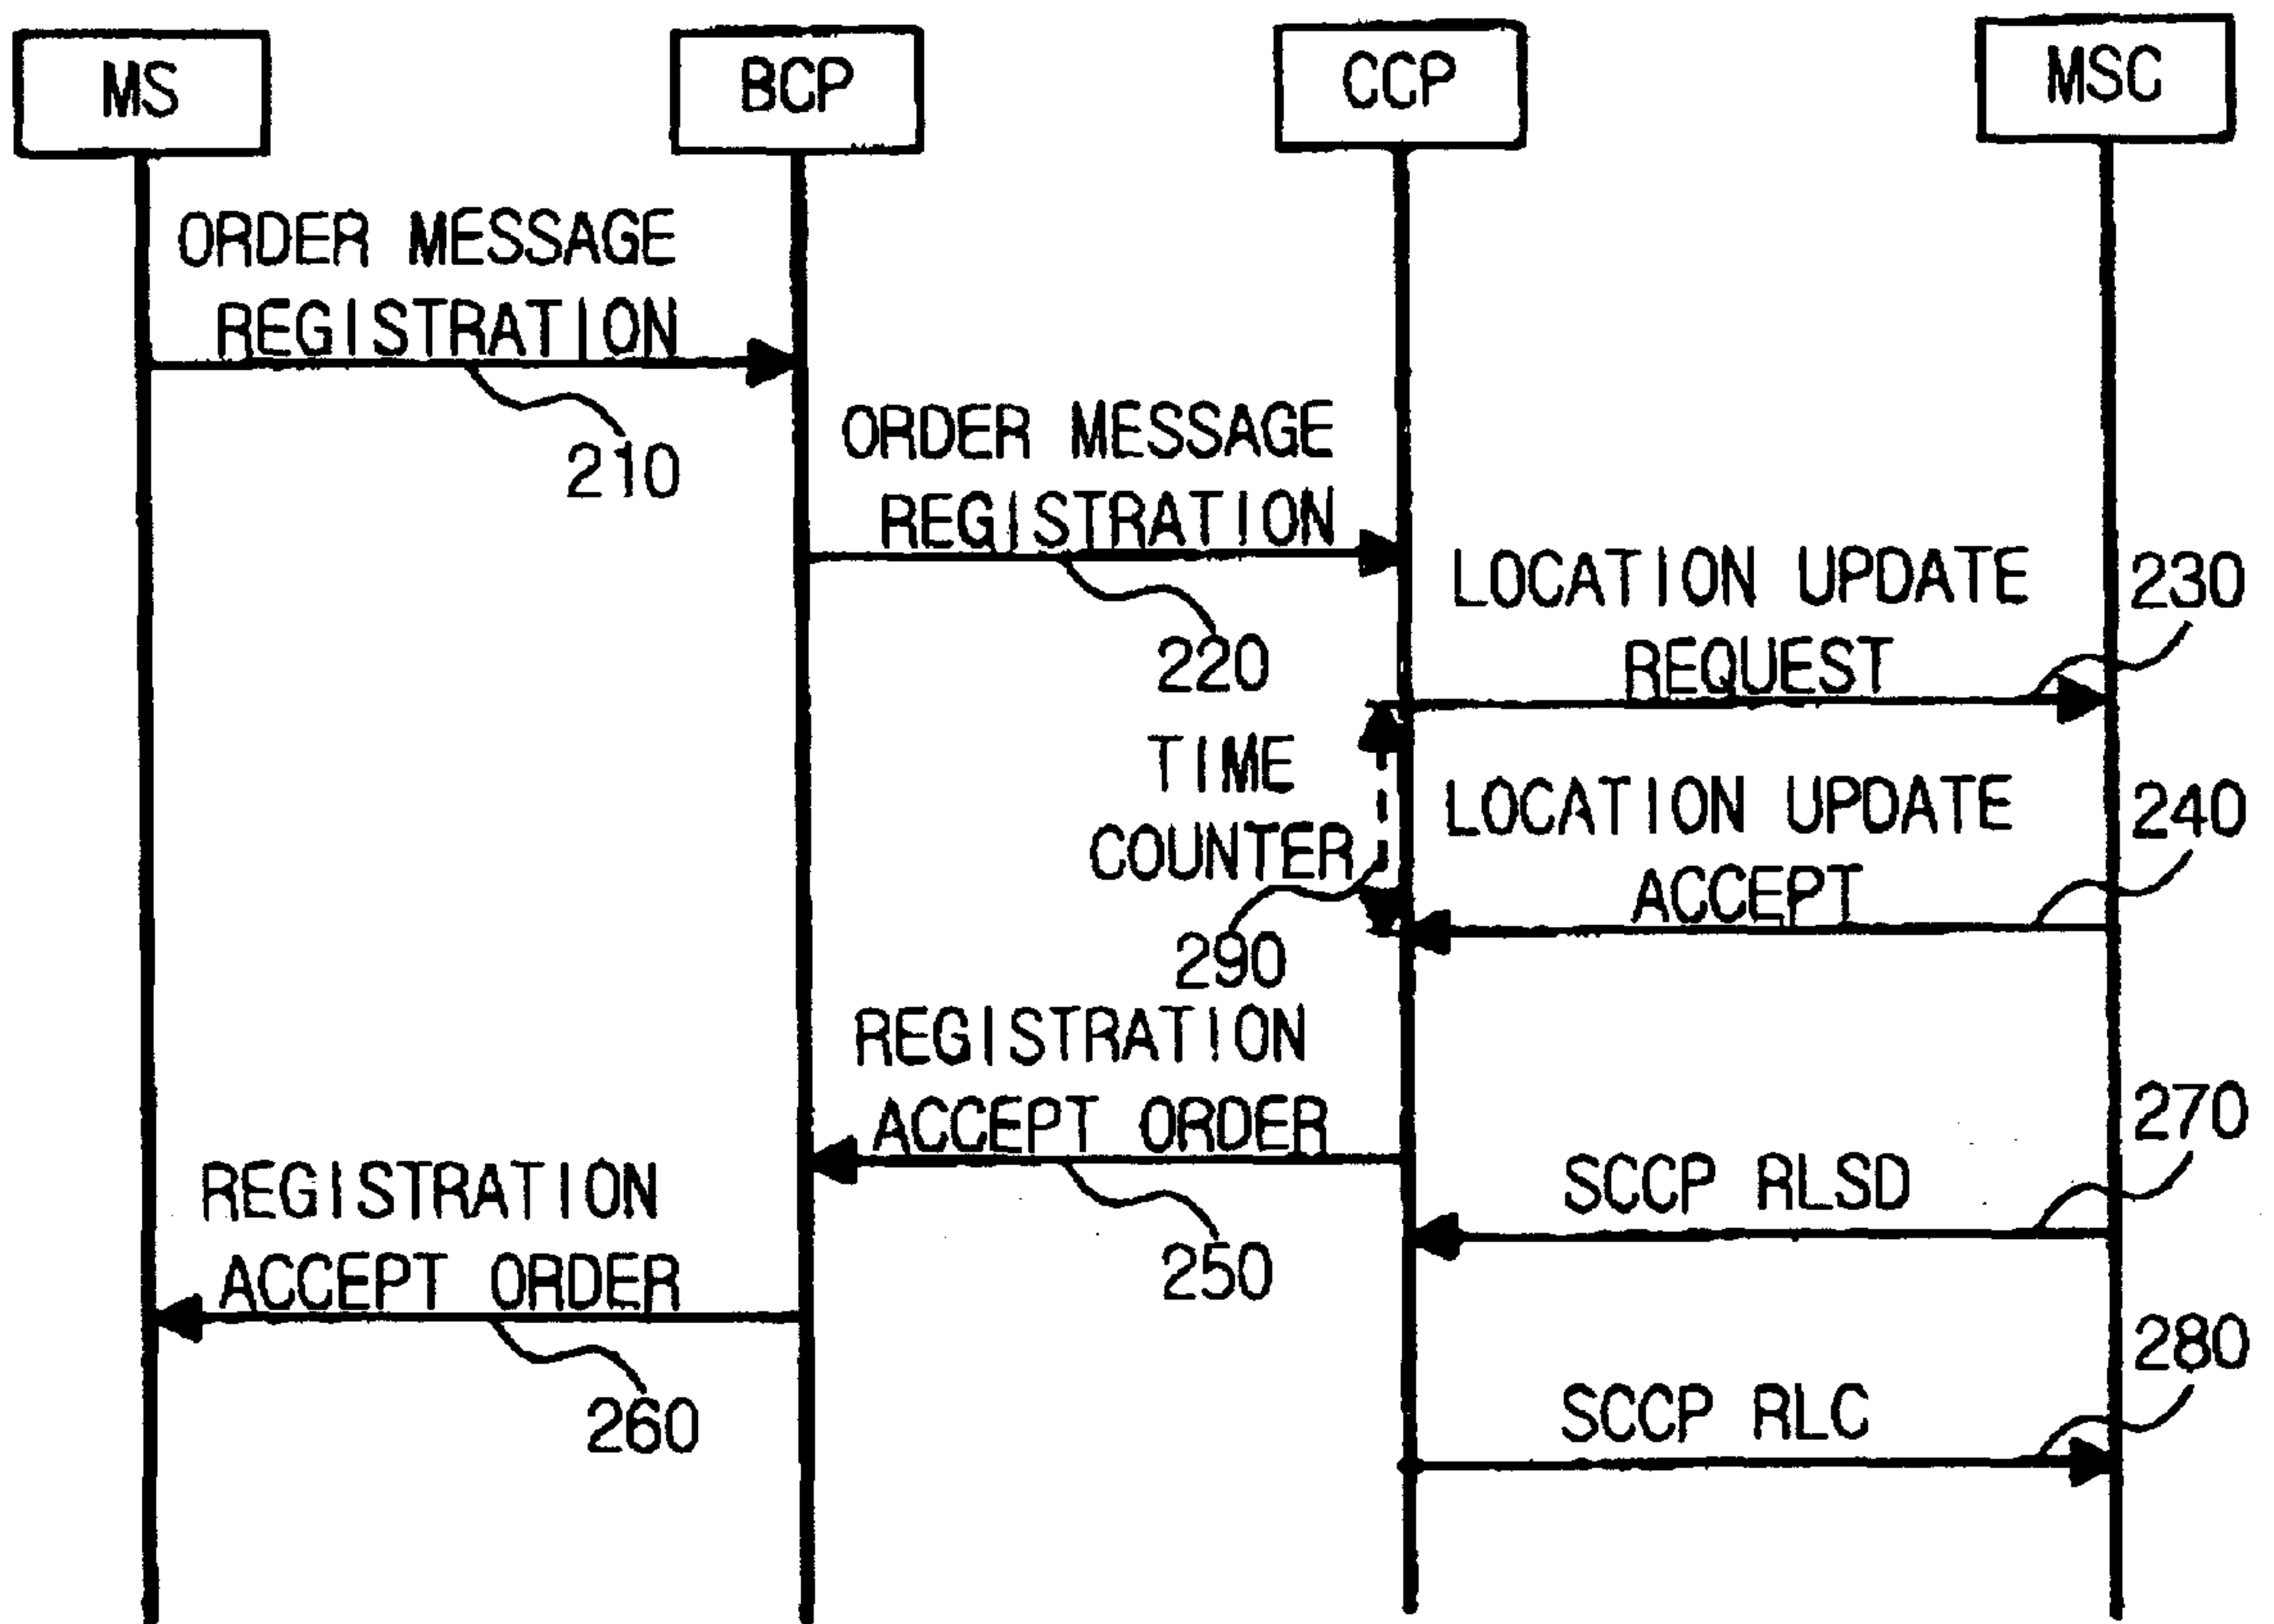 MS
BCP
CCP
MSC
ORDER MESSAGE
REGISTRATION
210
ORDER MESSAGE
REGISTRATION
220
LOCATION UPDATE
REQUEST
230
TIME
COUNTER
290
LOCATION UPDATE
ACCEPT
240
REGISTRATION
ACCEPT ORDER
250
REGISTRATION
ACCEPT ORDER
260
SCCP RLSD
270
SCCP RLC
280